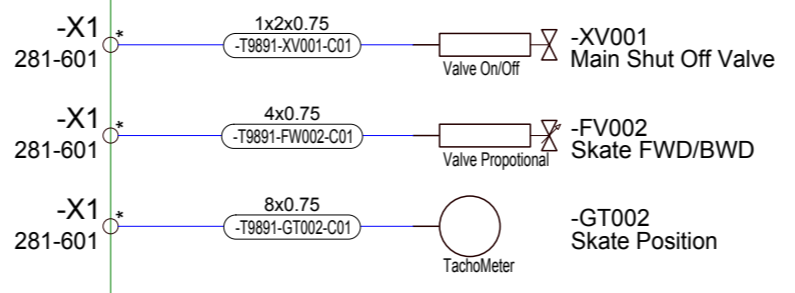 -X1 * 1x2x0.75 -XV001
281-601 -T9891-XV001-C01 Main Shut Off Valve
Valve On/Off
-X1 * 4x0.75 -FV002
281-601 -T9891-FW002-C01 Skate FWD/BWD
Valve Propotional
-X1 * 8x0.75 -GT002
281-601 -T9891-GT002-C01 Skate Position
TachoMeter